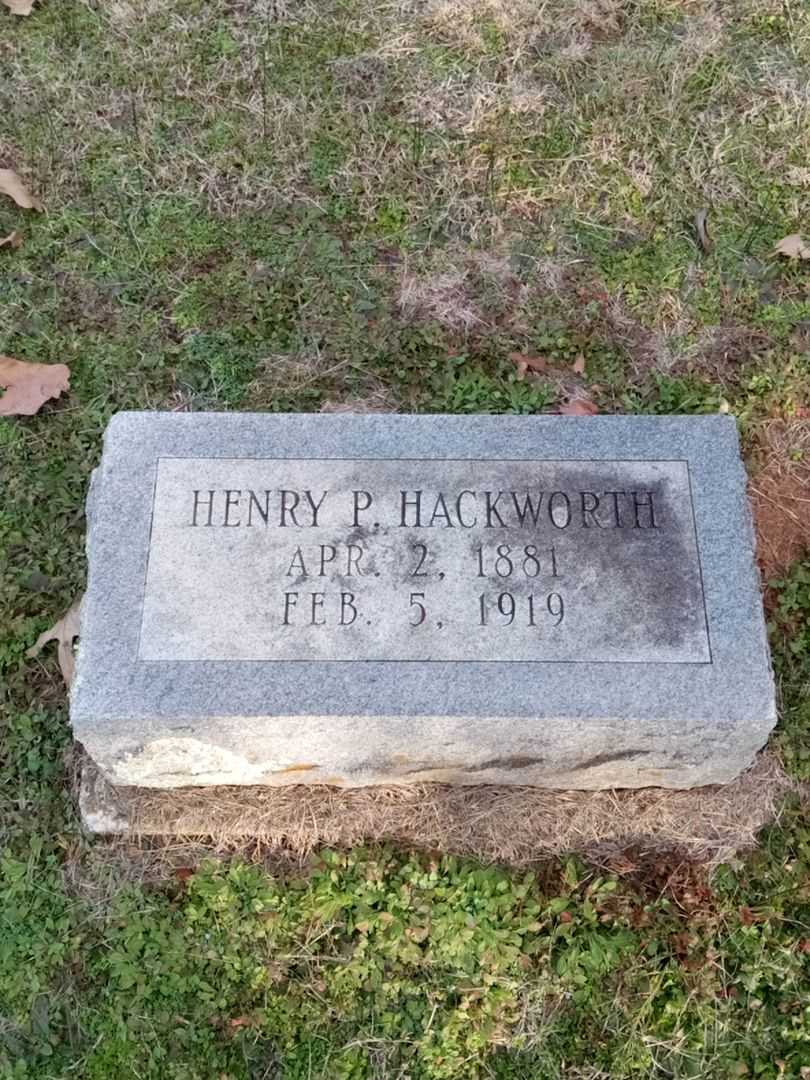 HENRY P. HACKWORTH
APR. 2, 1881
FEB. 5, 1919